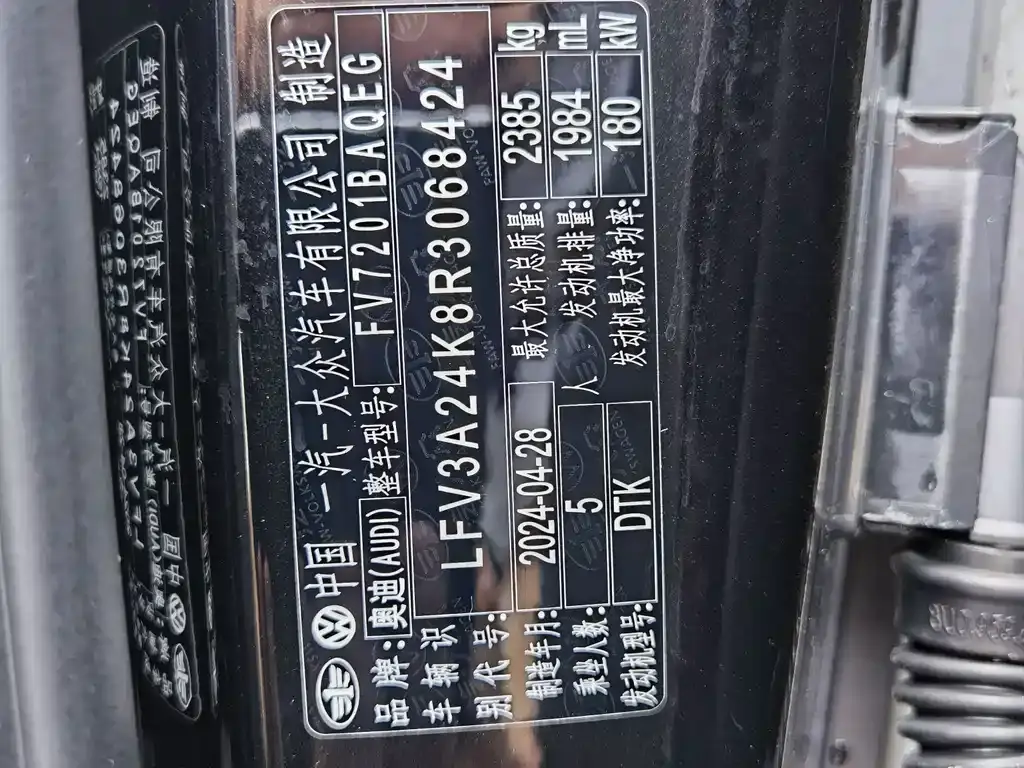 中国 一汽-大众汽车有限公司 制造
品牌: 奥迪(AUDI) 整车型号: FV7201BAQEG
车辆识别代号: LFV3A24K8R3068424
制造年月: 2024-04-28 最大允许总质量: 2385 kg
乘坐人数: 5 人 发动机排量: 1984 mL
发动机型号: DTK 发动机最大净功率: 180 kW